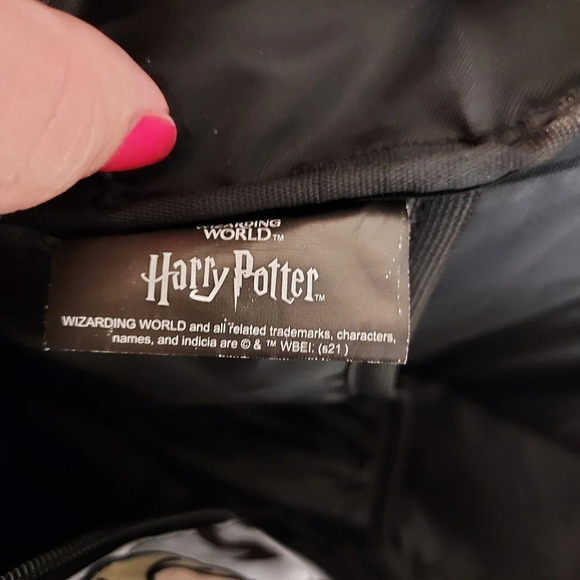 WIZARDING
WORLD™
Harry Potter™
WIZARDING WORLD and all related trademarks, characters,
names, and indicia are © & ™ WBEI. (s21)